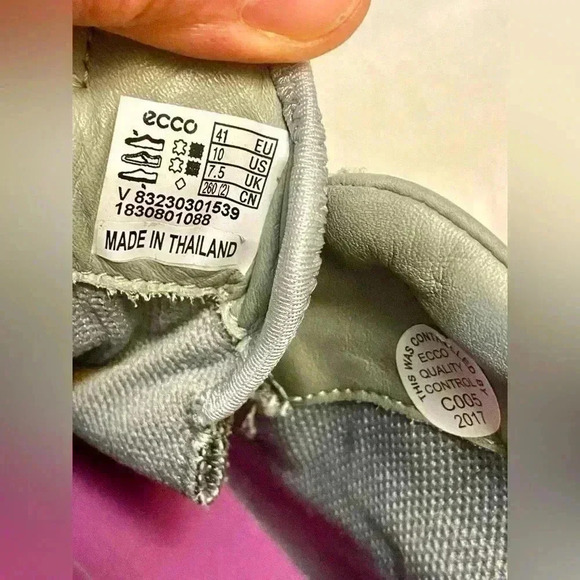 ecco
41 EU
10 US
7.5 UK
260 (2) CN
V 83230301539
1830801088
MADE IN THAILAND
THIS WAS CONTROLLED BY
ECCO
QUALITY
CONTROL
C005
2017